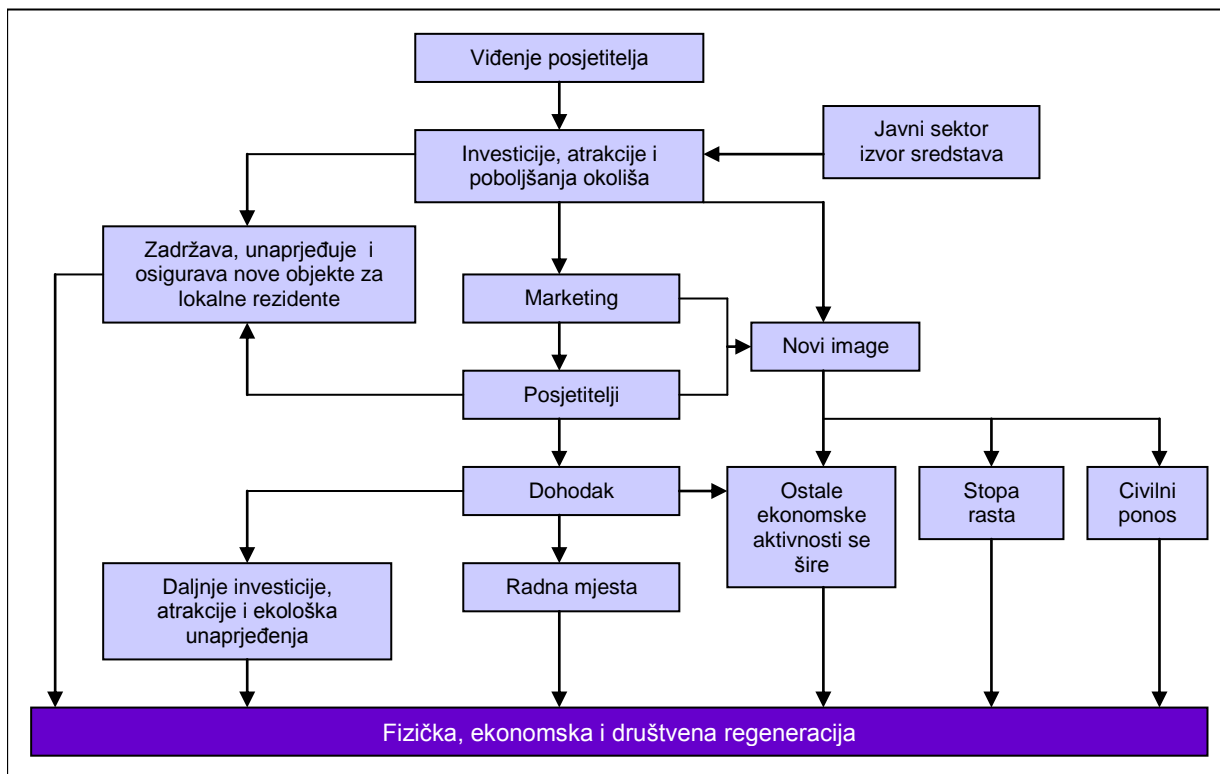 Viđenje posjetitelja
Javni sektor
izvor sredstava
Investicije, atrakcije i
poboljšanja okoliša
Zadržava, unaprjeđuje i
osigurava nove objekte za
lokalne rezidente
Marketing
Novi image
Posjetitelji
Dohodak
Ostale
ekonomske
aktivnosti se
šire
Stopa
rasta
Civilni
ponos
Daljnje investicije,
atrakcije i ekološka
unaprjeđenja
Radna mjesta
Fizička, ekonomska i društvena regeneracija